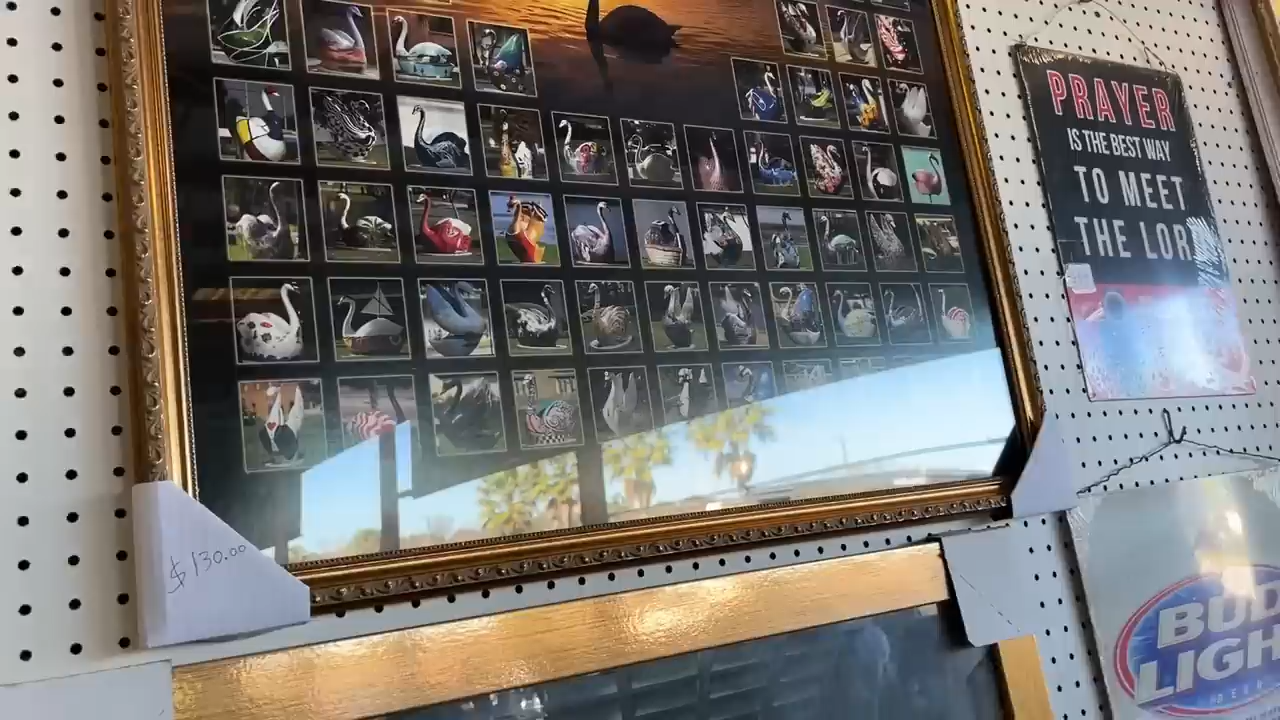 PRAYER
IS THE BEST WAY
TO MEET
THE LOR
$130.00
BUD
LIGH